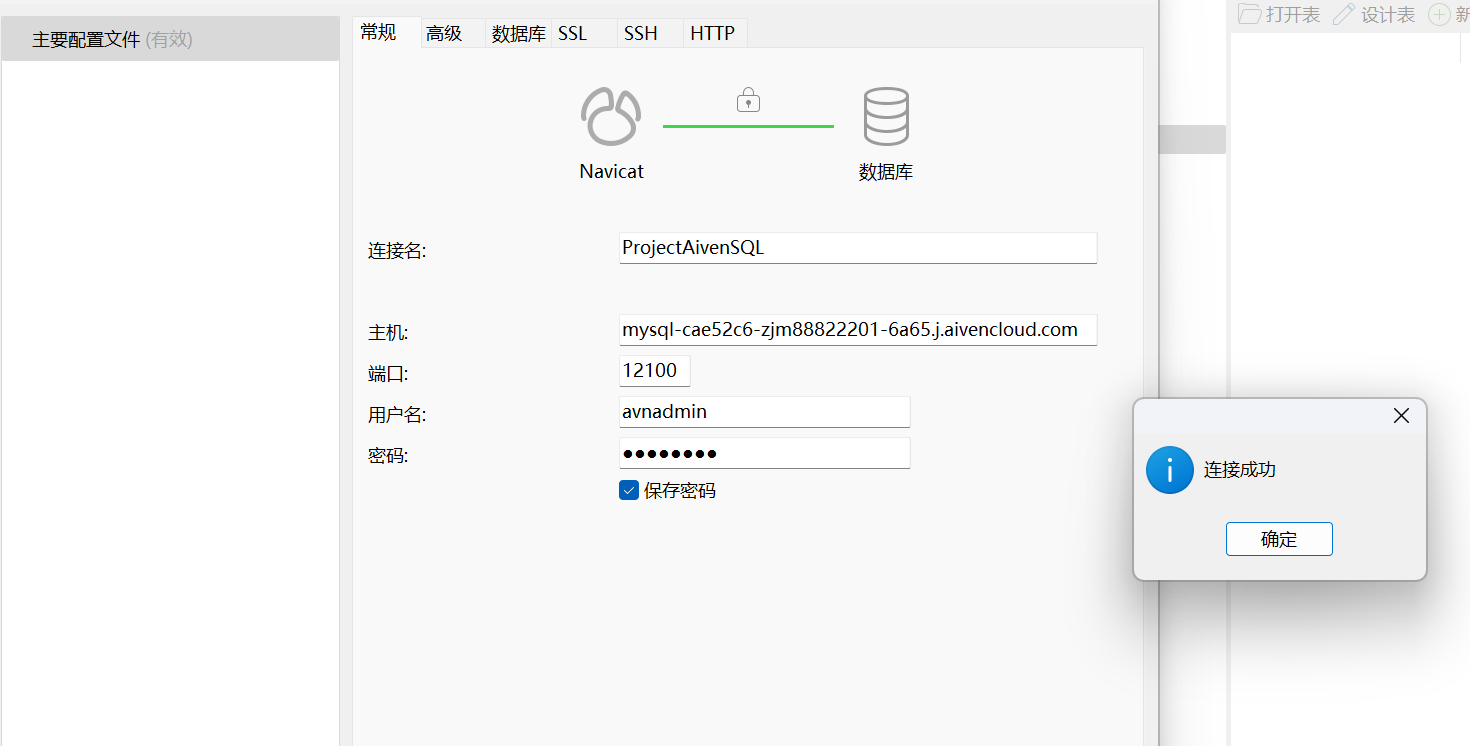 主要配置文件 (有效)
常规 高级 数据库 SSL SSH HTTP
打开表 设计表 新
Navicat 数据库
连接名: ProjectAivenSQL
主机: mysql-cae52c6-zjm88822201-6a65.j.aivencloud.com
端口: 12100
用户名: avnadmin
密码: ●●●●●●●●
保存密码
连接成功
确定